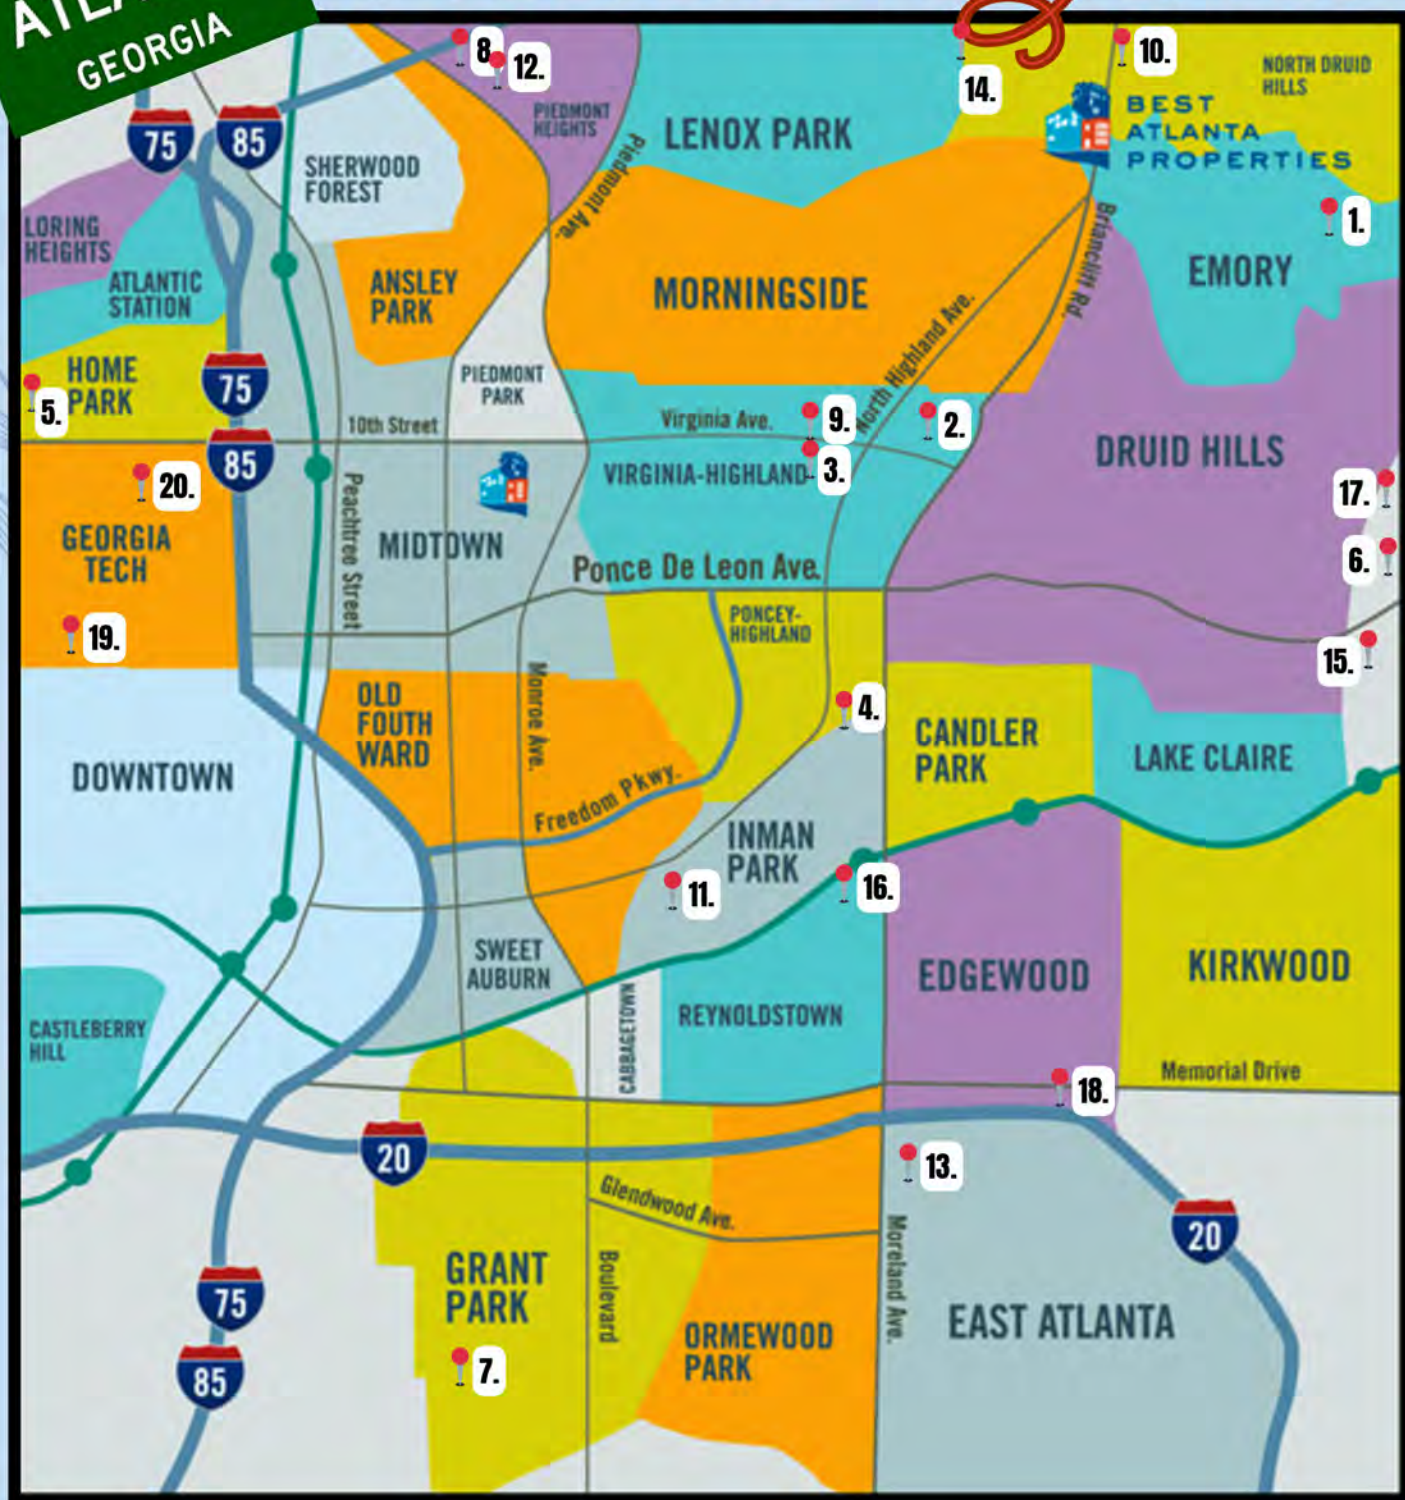 GEORGIA
8.
12.
14.
10.
NORTH DRUID
HILLS
75
85
PIEDMONT
HEIGHTS
LENOX PARK
BEST
ATLANTA
PROPERTIES
SHERWOOD
FOREST
Piedmont Ave.
LORING
HEIGHTS
1.
ATLANTIC
STATION
ANSLEY
PARK
MORNINGSIDE
Briarcliff Rd.
EMORY
HOME
PARK
5.
75
PIEDMONT
PARK
North Highland Ave.
10th Street
Virginia Ave.
9.
2.
85
DRUID HILLS
20.
Peachtree Street
VIRGINIA-HIGHLAND
3.
17.
GEORGIA
TECH
MIDTOWN
Ponce De Leon Ave.
6.
19.
PONCEY-
HIGHLAND
15.
OLD
FOUTH
WARD
Monroe Ave.
4.
CANDLER
PARK
LAKE CLAIRE
DOWNTOWN
Freedom Pkwy.
INMAN
PARK
11.
16.
SWEET
AUBURN
EDGEWOOD
KIRKWOOD
CASTLEBERRY
HILL
CABBAGETOWN
REYNOLDSTOWN
Memorial Drive
18.
20
13.
Glendwood Ave.
20
GRANT
PARK
Boulevard
Moreland Ave.
75
EAST ATLANTA
ORMEWOOD
PARK
7.
85